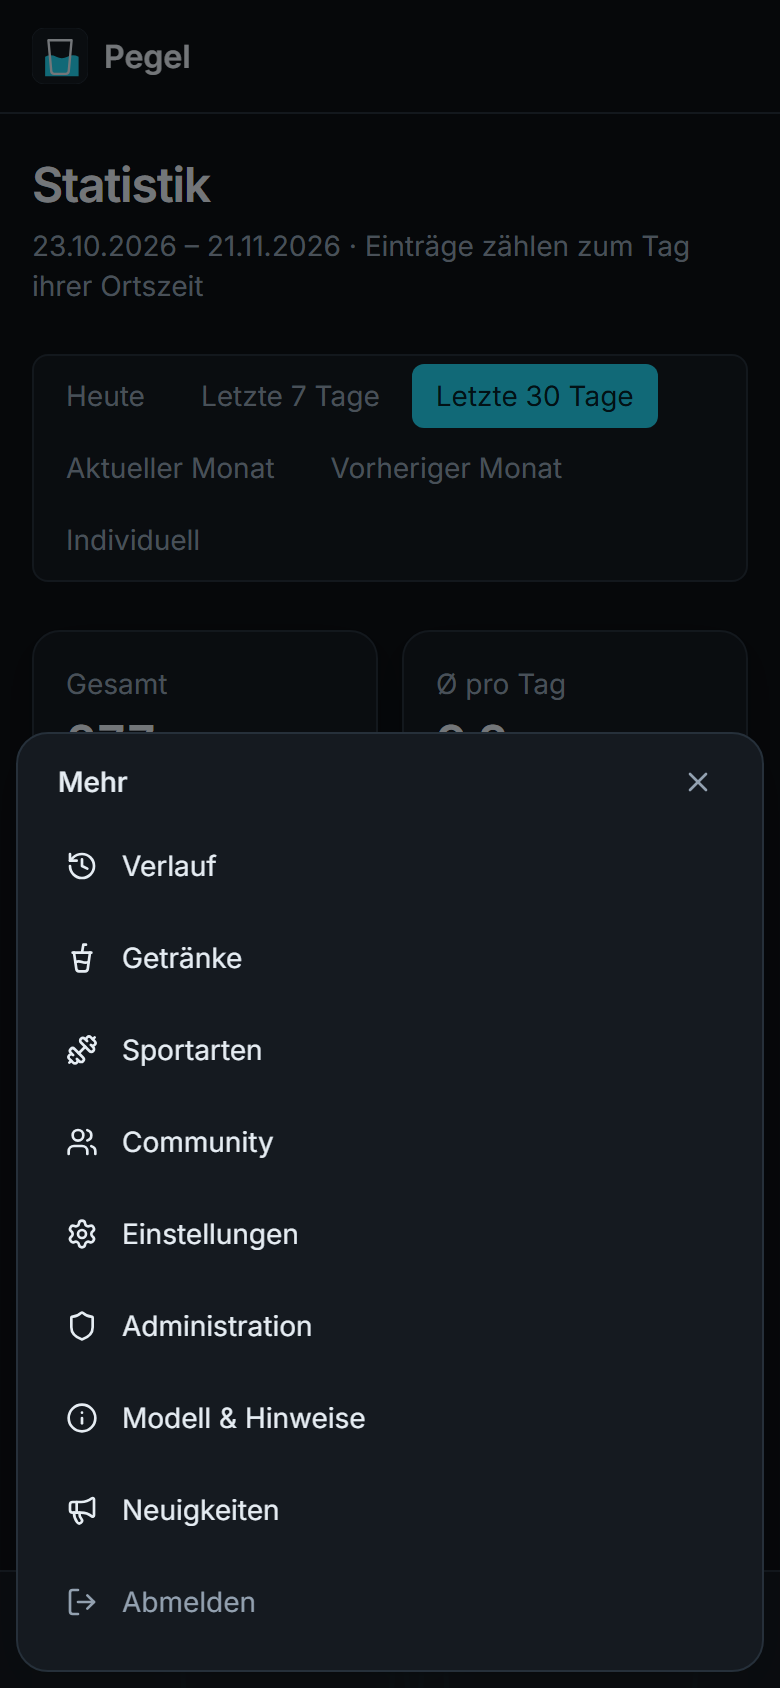 Pegel
Statistik
23.10.2026 – 21.11.2026 · Einträge zählen zum Tag
ihrer Ortszeit
Heute
Letzte 7 Tage
Letzte 30 Tage
Aktueller Monat
Vorheriger Monat
Individuell
Gesamt
Ø pro Tag
Mehr
Verlauf
Getränke
Sportarten
Community
Einstellungen
Administration
Modell & Hinweise
Neuigkeiten
Abmelden